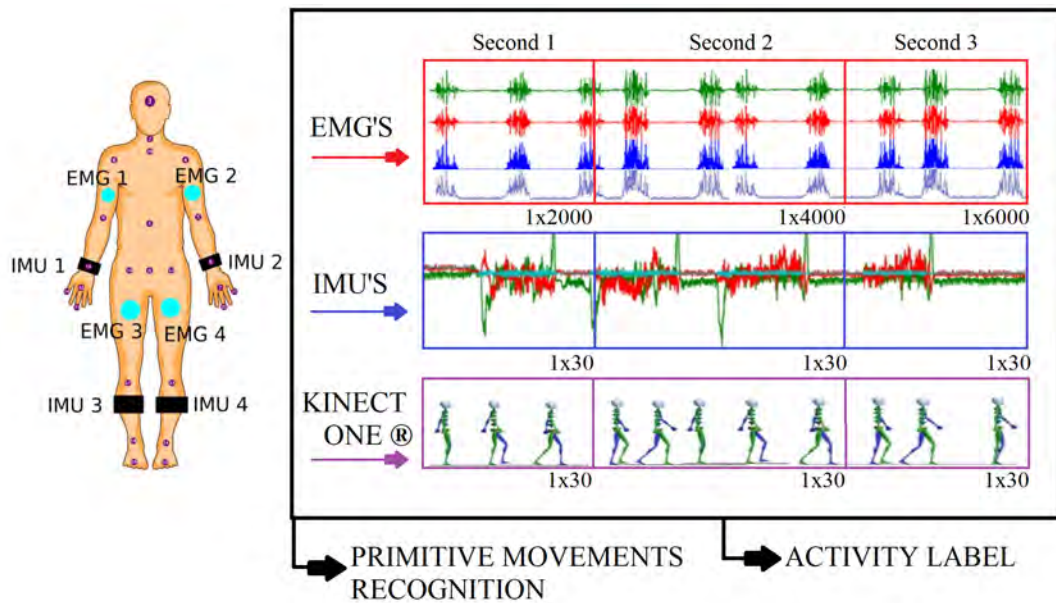 Second 1
Second 2
Second 3
EMG'S
1x2000
1x4000
1x6000
IMU'S
1x30
1x30
1x30
KINECT
ONE ®
1x30
1x30
1x30
EMG 1
EMG 2
IMU 1
IMU 2
EMG 3
EMG 4
IMU 3
IMU 4
PRIMITIVE MOVEMENTS
RECOGNITION
ACTIVITY LABEL